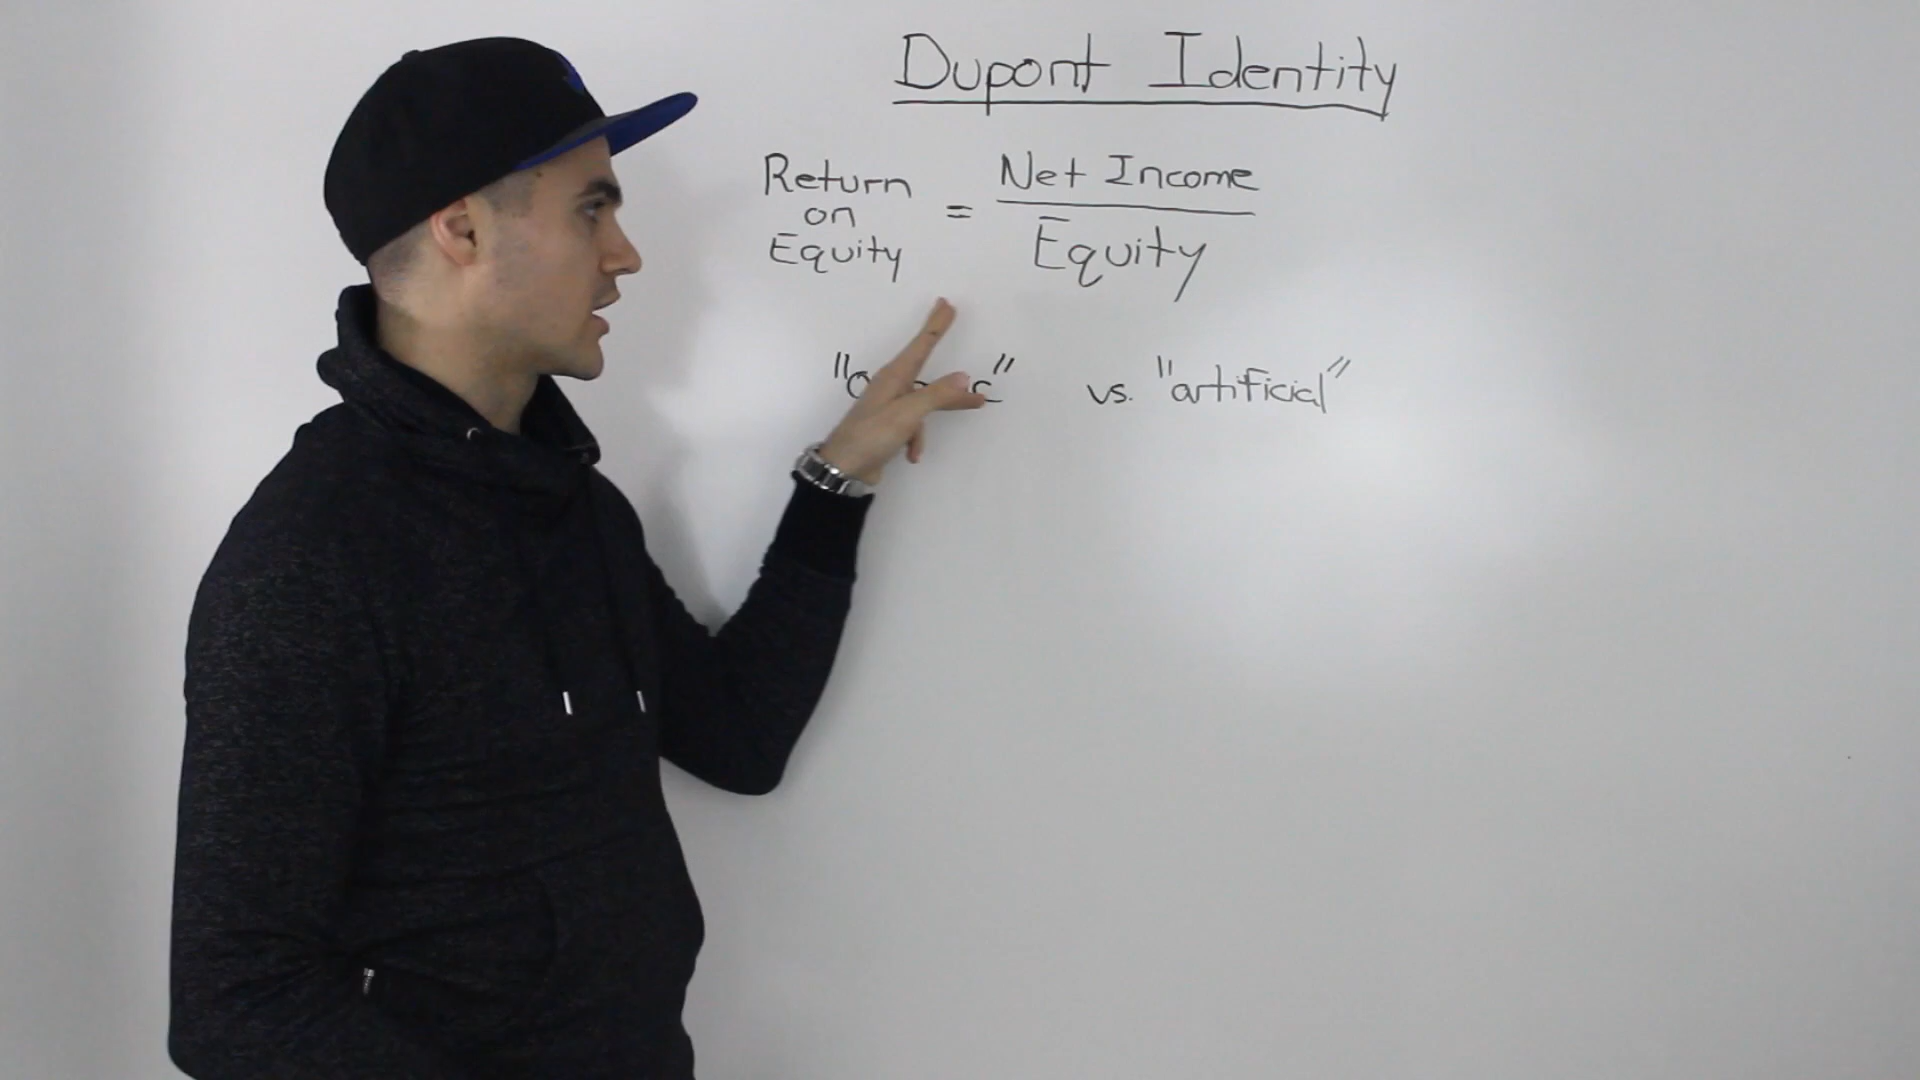 Dupont Identity
Return on Equity = Net Income
Equity
vs. "artificial"